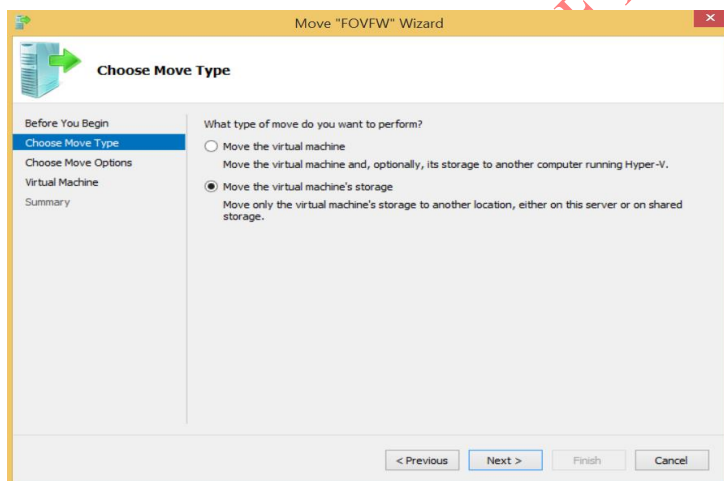 Move "FOVFW" Wizard
Choose Move Type
Before You Begin
Choose Move Type
Choose Move Options
Virtual Machine
Summary
What type of move do you want to perform?
Move the virtual machine
Move the virtual machine and, optionally, its storage to another computer running Hyper-V.
Move the virtual machine's storage
Move only the virtual machine's storage to another location, either on this server or on shared
storage.
< Previous
Next >
Finish
Cancel